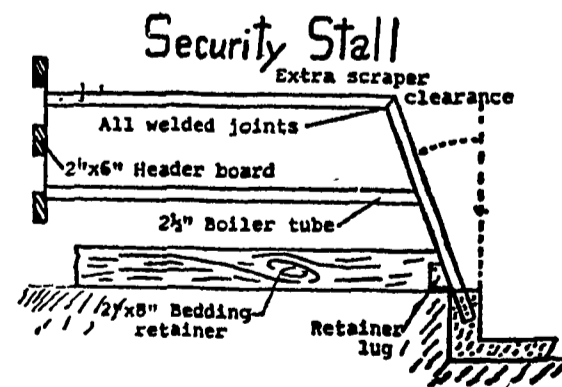 Security Stall
Extra scraper
clearance
All welded joints
2"x6" Header board
2½" Boiler tube
2"x8" Bedding
retainer
Retainer
lug